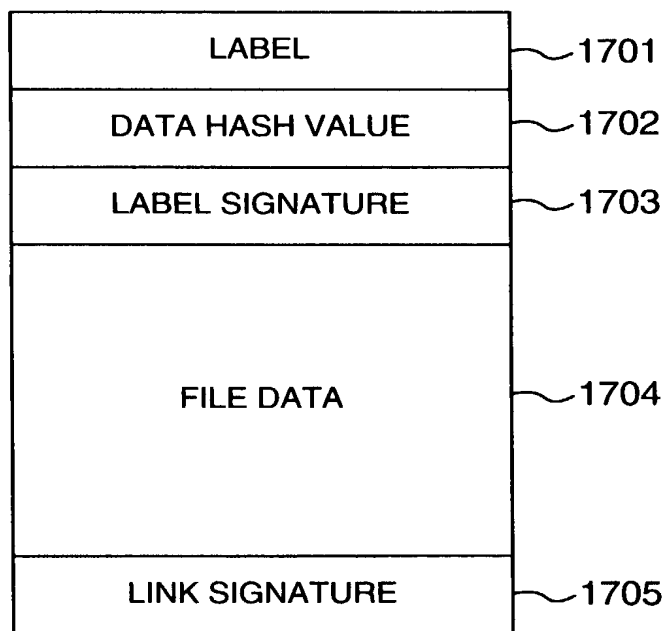 LABEL 1701
DATA HASH VALUE 1702
LABEL SIGNATURE 1703
FILE DATA 1704
LINK SIGNATURE 1705